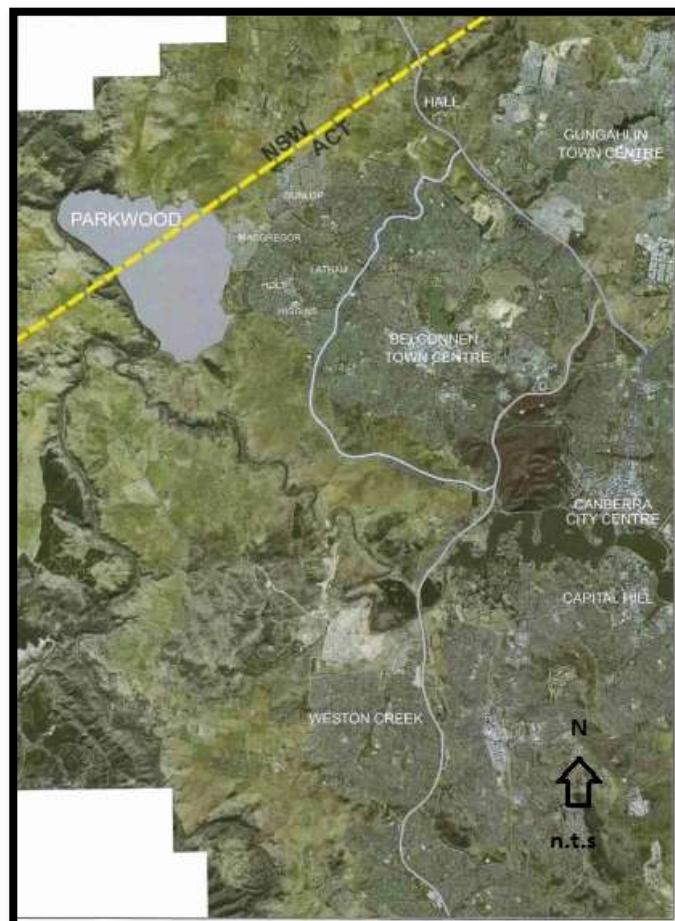 HALL
GUNGAHLIN
TOWN CENTRE
NSW
ACT
DUNLOP
PARKWOOD
MACGREGOR
LATHAM
HOLT
HIGGINS
BELCONNEN
TOWN CENTRE
CANBERRA
CITY CENTRE
CAPITAL HILL
WESTON CREEK
N
n.t.s